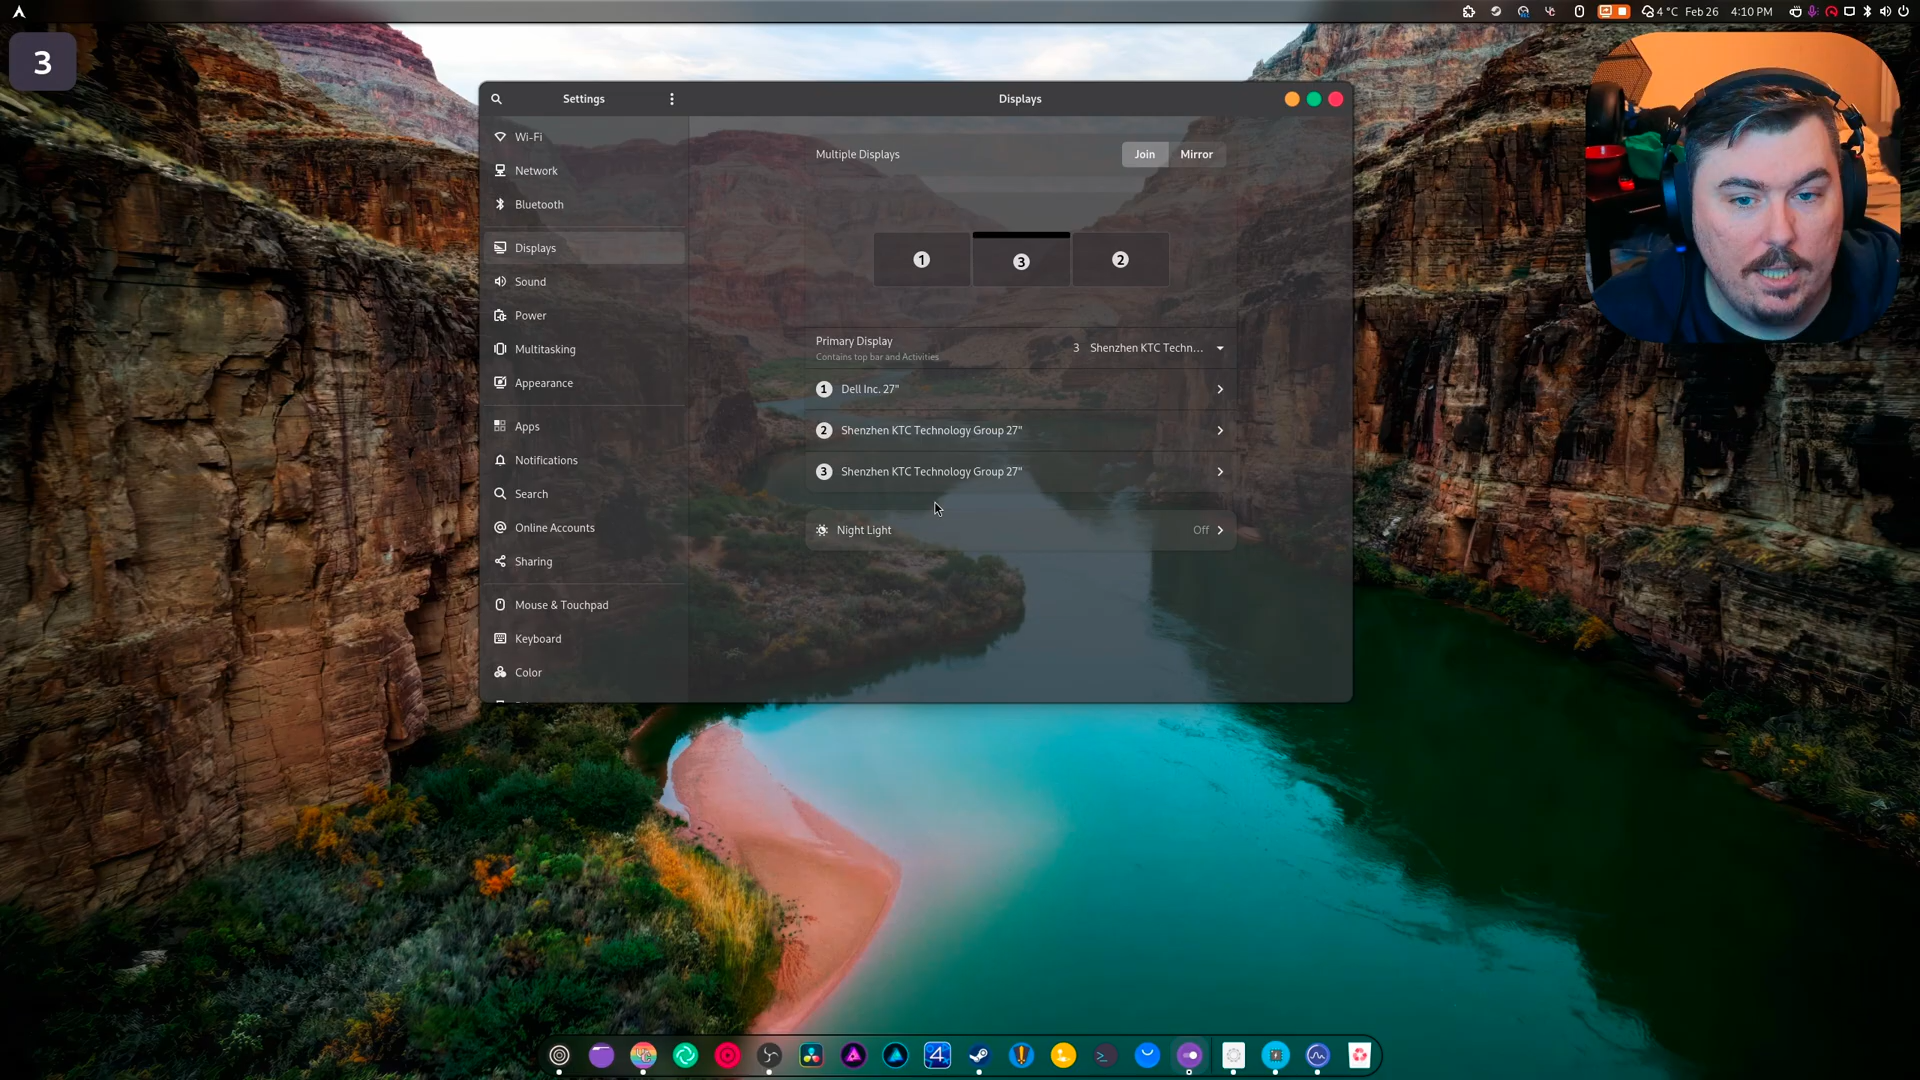 4 °C Feb 26 4:10 PM
3
Settings
Displays
Wi-Fi
Network
Bluetooth
Displays
Sound
Power
Multitasking
Appearance
Apps
Notifications
Search
Online Accounts
Sharing
Mouse & Touchpad
Keyboard
Color
Multiple Displays
Join Mirror
1 3 2
Primary Display
Contains top bar and Activities
3 Shenzhen KTC Techn...
1 Dell Inc. 27"
2 Shenzhen KTC Technology Group 27"
3 Shenzhen KTC Technology Group 27"
Night Light Off
4